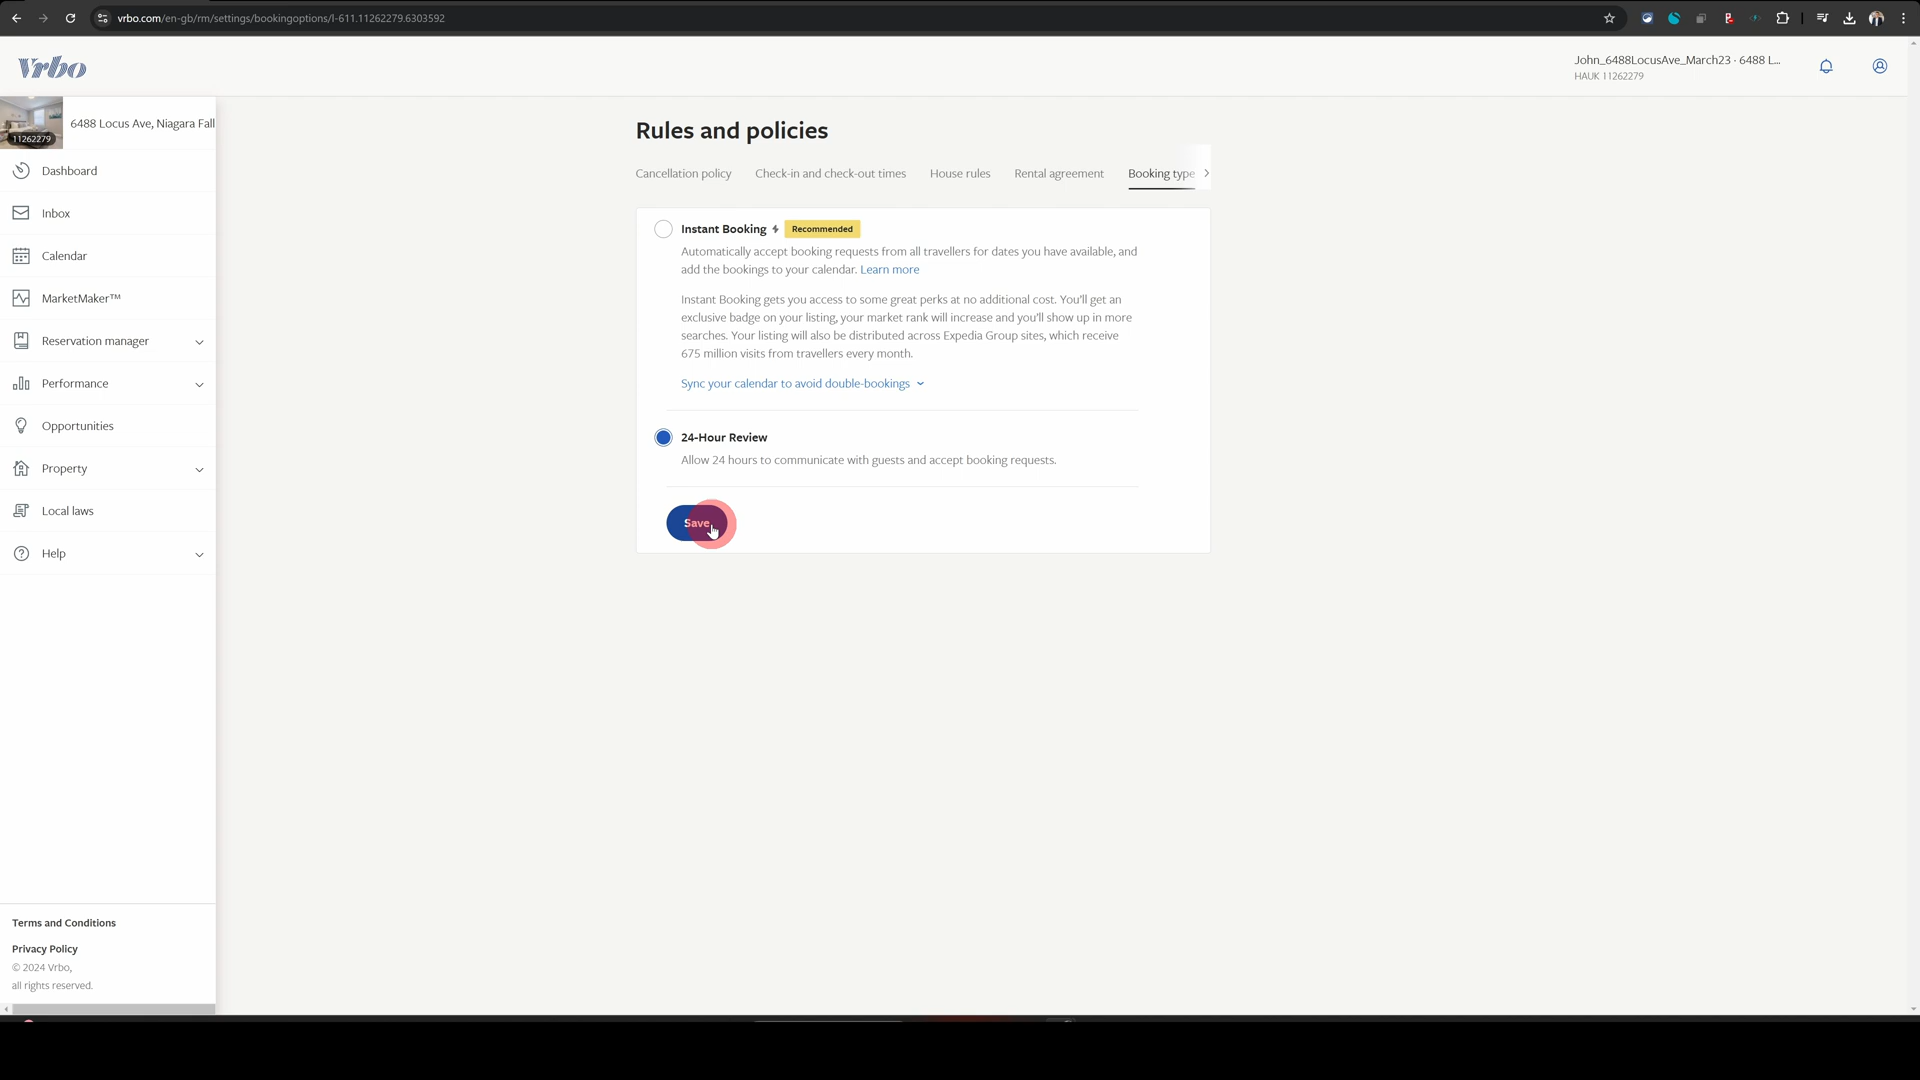 vrbo.com/en-gb/rm/settings/bookingoptions/l-611.11262279.6303592
Vrbo
John_6488LocusAve_March23 · 6488 L...
HAUK 11262279
11262279
6488 Locus Ave, Niagara Fall
Dashboard
Inbox
Calendar
MarketMaker™
Reservation manager
Performance
Opportunities
Property
Local laws
Help
Rules and policies
Cancellation policy Check-in and check-out times House rules Rental agreement Booking type
Instant Booking Recommended
Automatically accept booking requests from all travellers for dates you have available, and
add the bookings to your calendar. Learn more
Instant Booking gets you access to some great perks at no additional cost. You'll get an
exclusive badge on your listing, your market rank will increase and you'll show up in more
searches. Your listing will also be distributed across Expedia Group sites, which receive
675 million visits from travellers every month.
Sync your calendar to avoid double-bookings
24-Hour Review
Allow 24 hours to communicate with guests and accept booking requests.
Save
Terms and Conditions
Privacy Policy
© 2024 Vrbo,
all rights reserved.